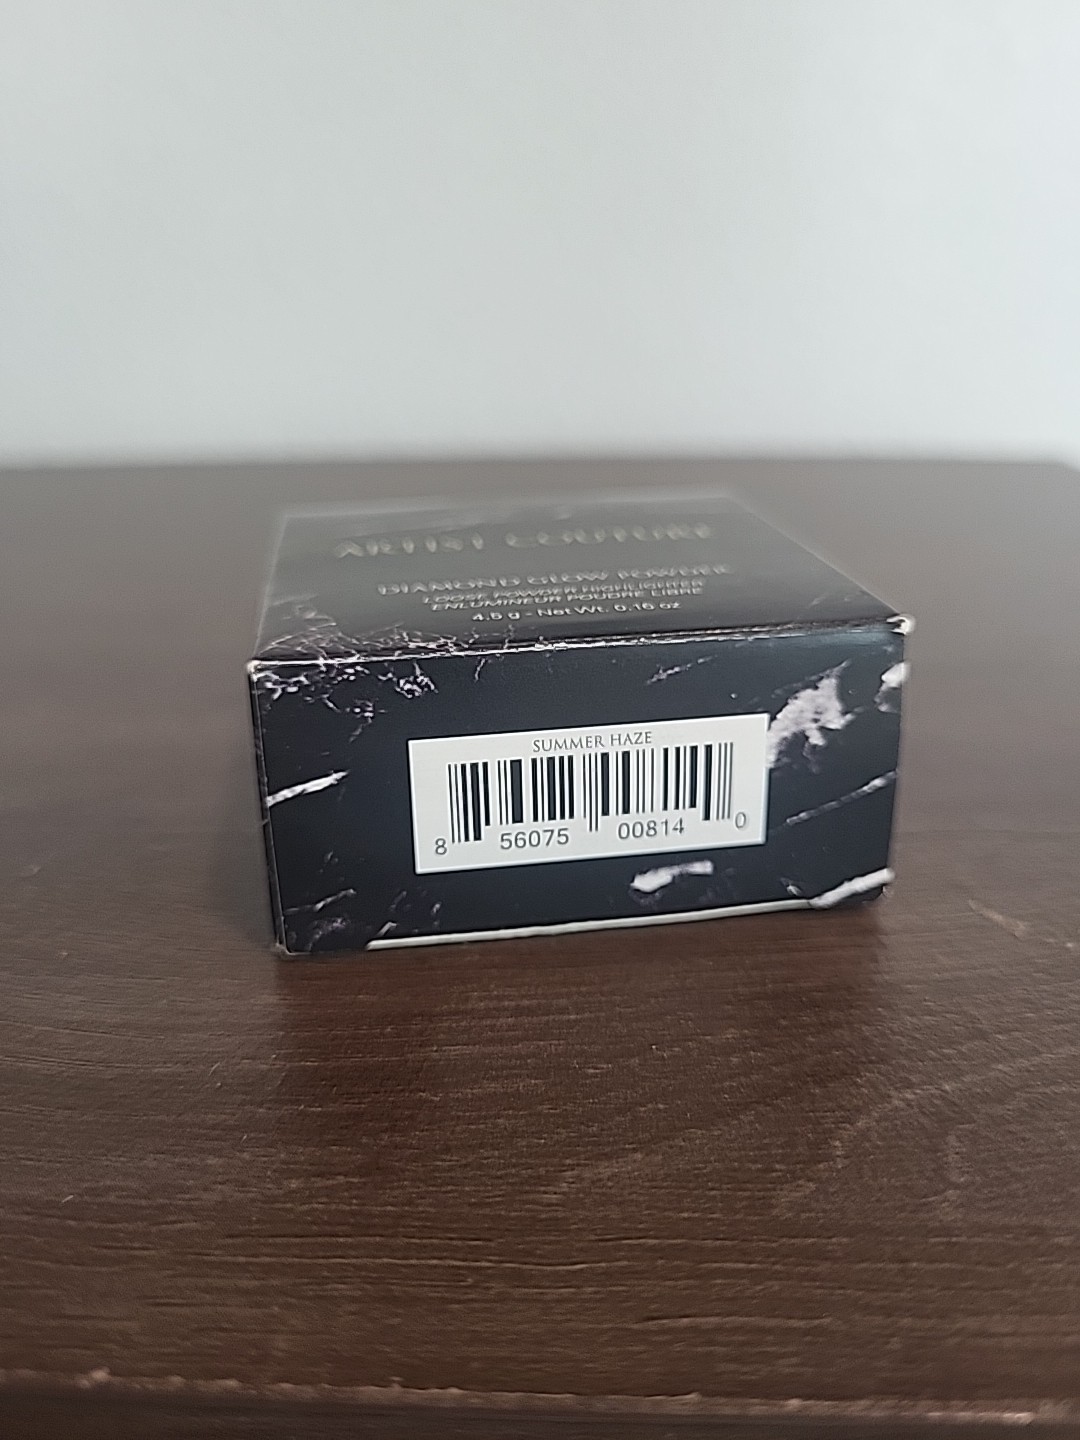 ARTIST COUTURE
DIAMOND GLOW POWDER
LOOSE POWDER HIGHLIGHTER
ENLUMINEUR POUDRE LIBRE
4.5 g - Net Wt. 0.16 oz
SUMMER HAZE
8 56075 00814 0